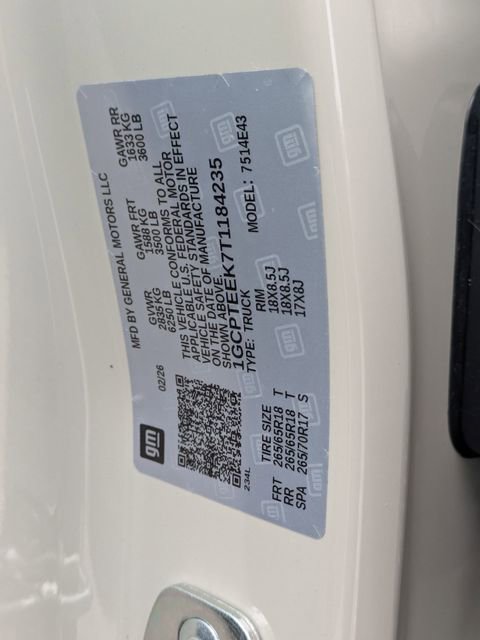 gm
MFD BY GENERAL MOTORS LLC
02/26
GVWR GAWR FRT GAWR RR
2835 KG 1588 KG 1633 KG
6250 LB 3500 LB 3600 LB
THIS VEHICLE CONFORMS TO ALL
APPLICABLE U.S. FEDERAL MOTOR
VEHICLE SAFETY STANDARDS IN EFFECT
ON THE DATE OF MANUFACTURE
SHOWN ABOVE.
1GCPTEEK7T1184235
TYPE: TRUCK MODEL: 7514E43
234L
TIRE SIZE RIM
FRT 265/65R18 T 18X8.5J
RR 265/65R18 T 18X8.5J
SPA 265/70R17 S 17X8J